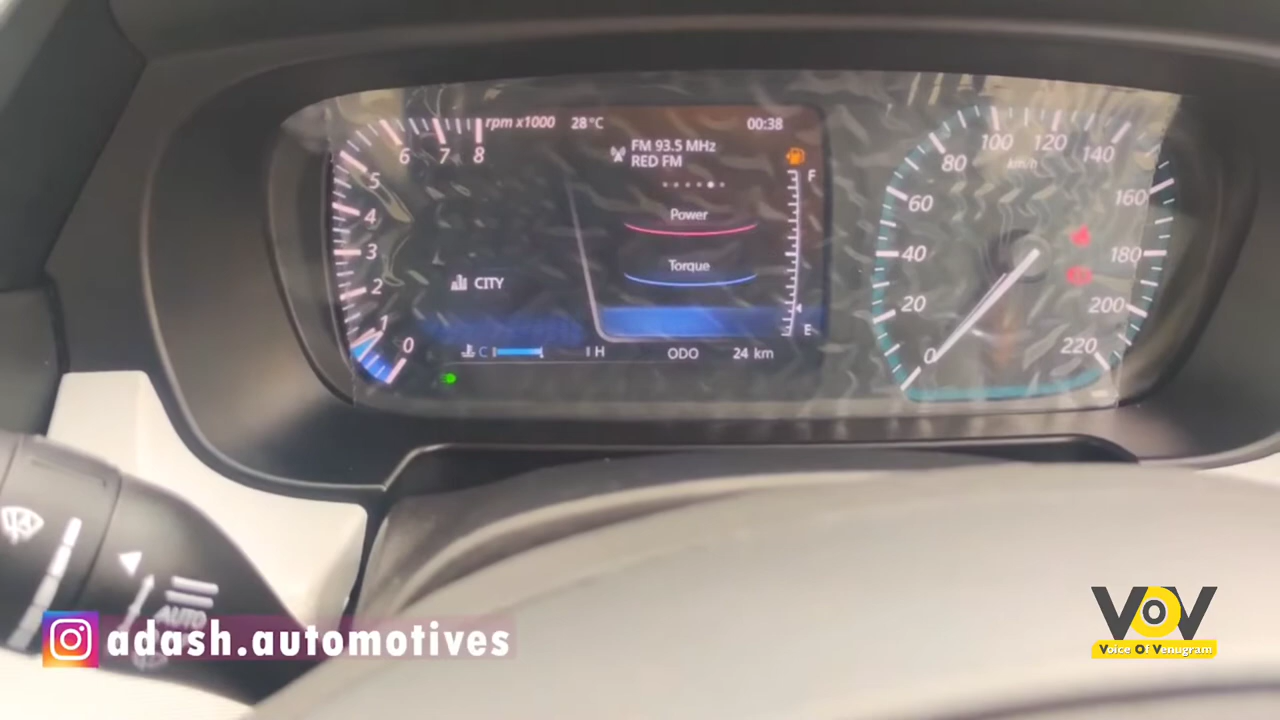 rpm x1000
28°C
00:38
FM 93.5 MHz
RED FM
F
Power
Torque
E
CITY
C
H
ODO
24 km
0
1
2
3
4
5
6
7
8
km/h
0
20
40
60
80
100
120
140
160
180
200
220
AUTO
adash.automotives
VOV
Voice Of Venugram